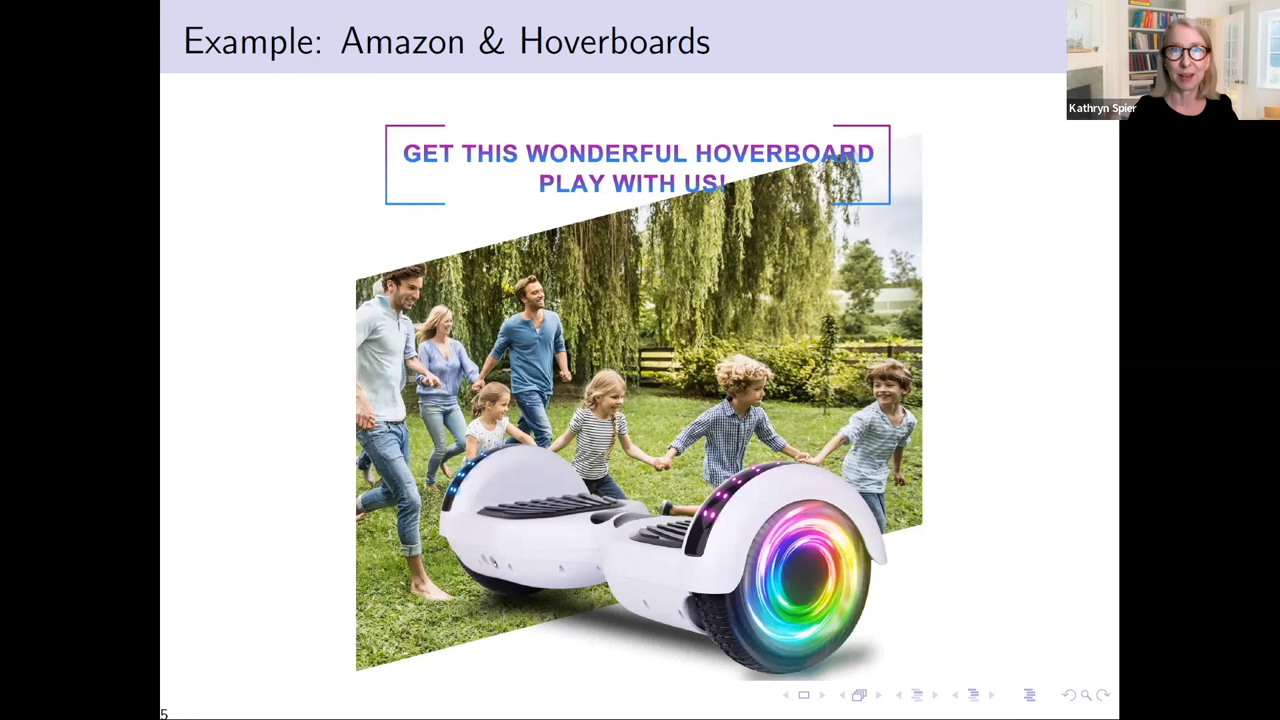 Example: Amazon & Hoverboards
Kathryn Spier
GET THIS WONDERFUL HOVERBOARD
PLAY WITH US!
5